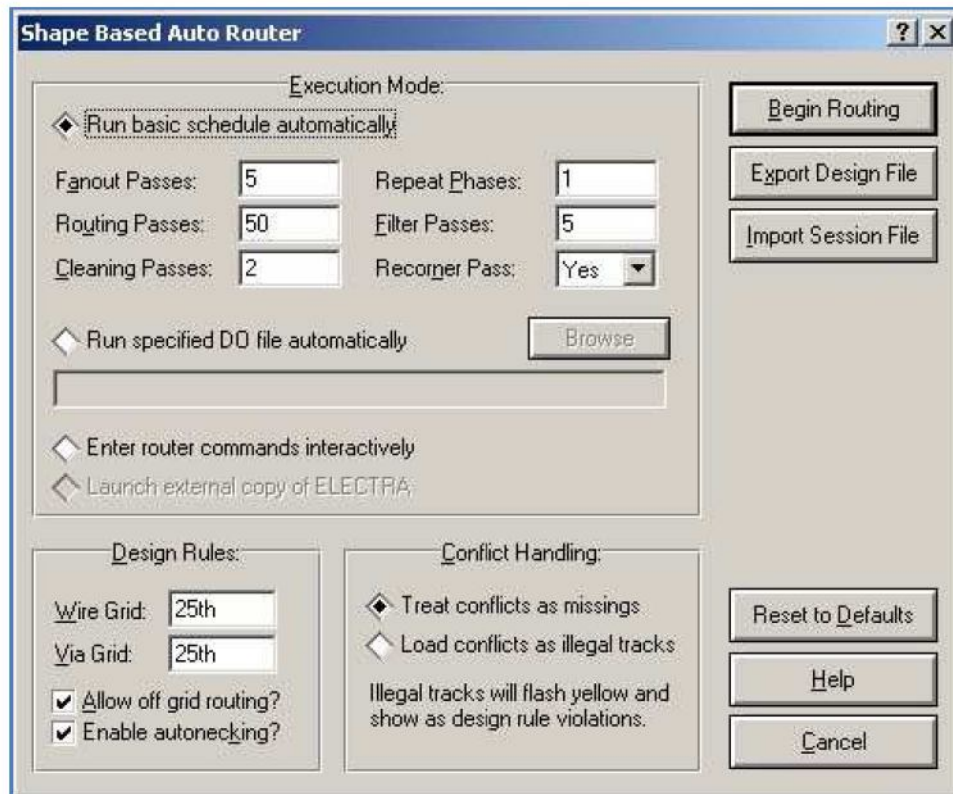 Shape Based Auto Router
Execution Mode:
Run basic schedule automatically
Fanout Passes: 5 Repeat Phases: 1
Routing Passes: 50 Filter Passes: 5
Cleaning Passes: 2 Recorner Pass: Yes
Run specified DO file automatically Browse
Enter router commands interactively
Launch external copy of ELECTRA
Begin Routing
Export Design File
Import Session File
Design Rules:
Wire Grid: 25th
Via Grid: 25th
Allow off grid routing?
Enable autonecking?
Conflict Handling:
Treat conflicts as missings
Load conflicts as illegal tracks
Illegal tracks will flash yellow and
show as design rule violations.
Reset to Defaults
Help
Cancel